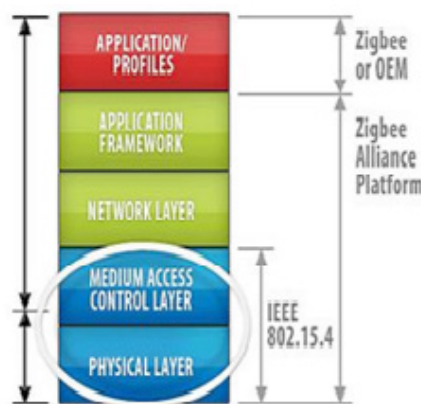 APPLICATION/
PROFILES
Zigbee
or OEM
APPLICATION
FRAMEWORK
Zigbee
Alliance
Platform
NETWORK LAYER
MEDIUM ACCESS
CONTROL LAYER
IEEE
802.15.4
PHYSICAL LAYER